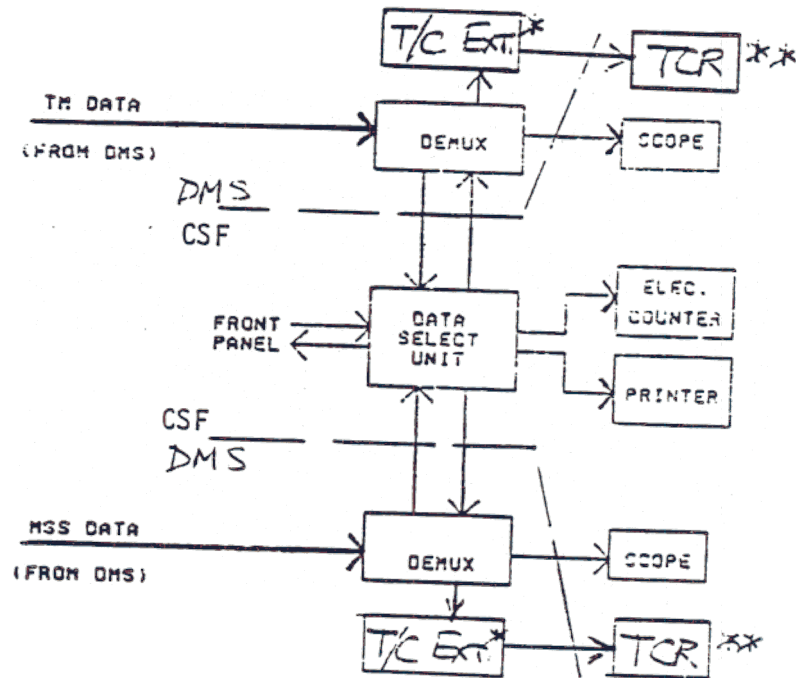 T/C EXT.*
TCR **
TM DATA
(FROM DMS)
DEMUX
SCOPE
DMS
CSF
FRONT
PANEL
DATA
SELECT
UNIT
ELEC.
COUNTER
PRINTER
CSF
DMS
MSS DATA
(FROM DMS)
DEMUX
SCOPE
T/C EXT.*
TCR **